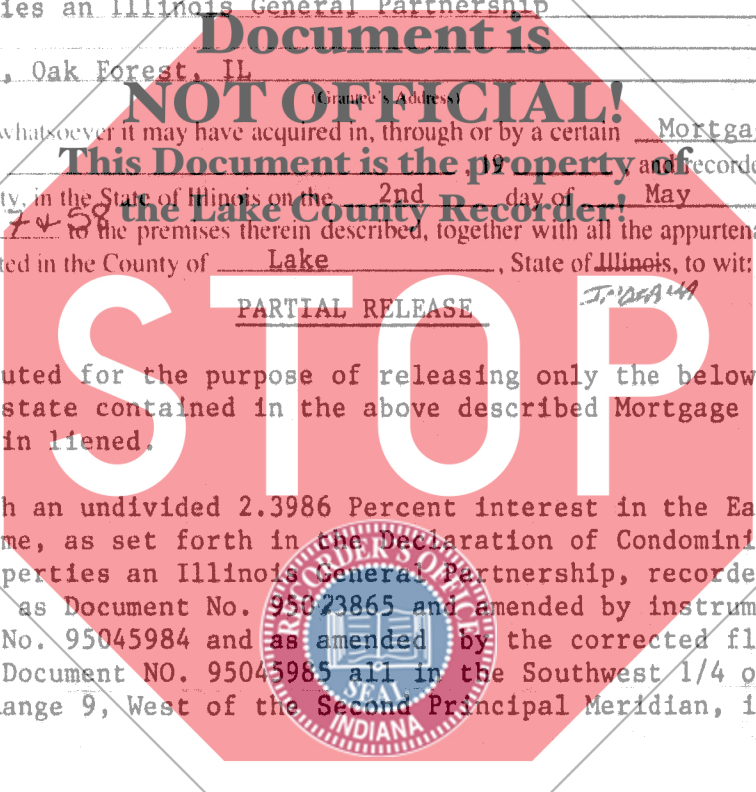 ies an Illinois General Partnership
Document is
, Oak Forest, IL
NOT OFFICIAL!
(Grantee's Address)
whatsoever it may have acquired in, through or by a certain Mortga
This Document is the property of
, 19 , and recorde
ty, in the State of Illinois on the 2nd day of May
the Lake County Recorder!
to the premises therein described, together with all the appurtena
ted in the County of Lake , State of Illinois, to wit:
INDIANA
PARTIAL RELEASE
STOP
uted for the purpose of releasing only the below
state contained in the above described Mortgage
in liened.
h an undivided 2.3986 Percent interest in the Ea
me, as set forth in the Declaration of Condomini
perties an Illinois General Partnership, recorde
as Document No. 95023865 and amended by instrum
No. 95045984 and as amended by the corrected fl
Document NO. 95045985 all in the Southwest 1/4 o
ange 9, West of the Second Principal Meridian, i
RECORDER'S OFFICE
SEAL
INDIANA